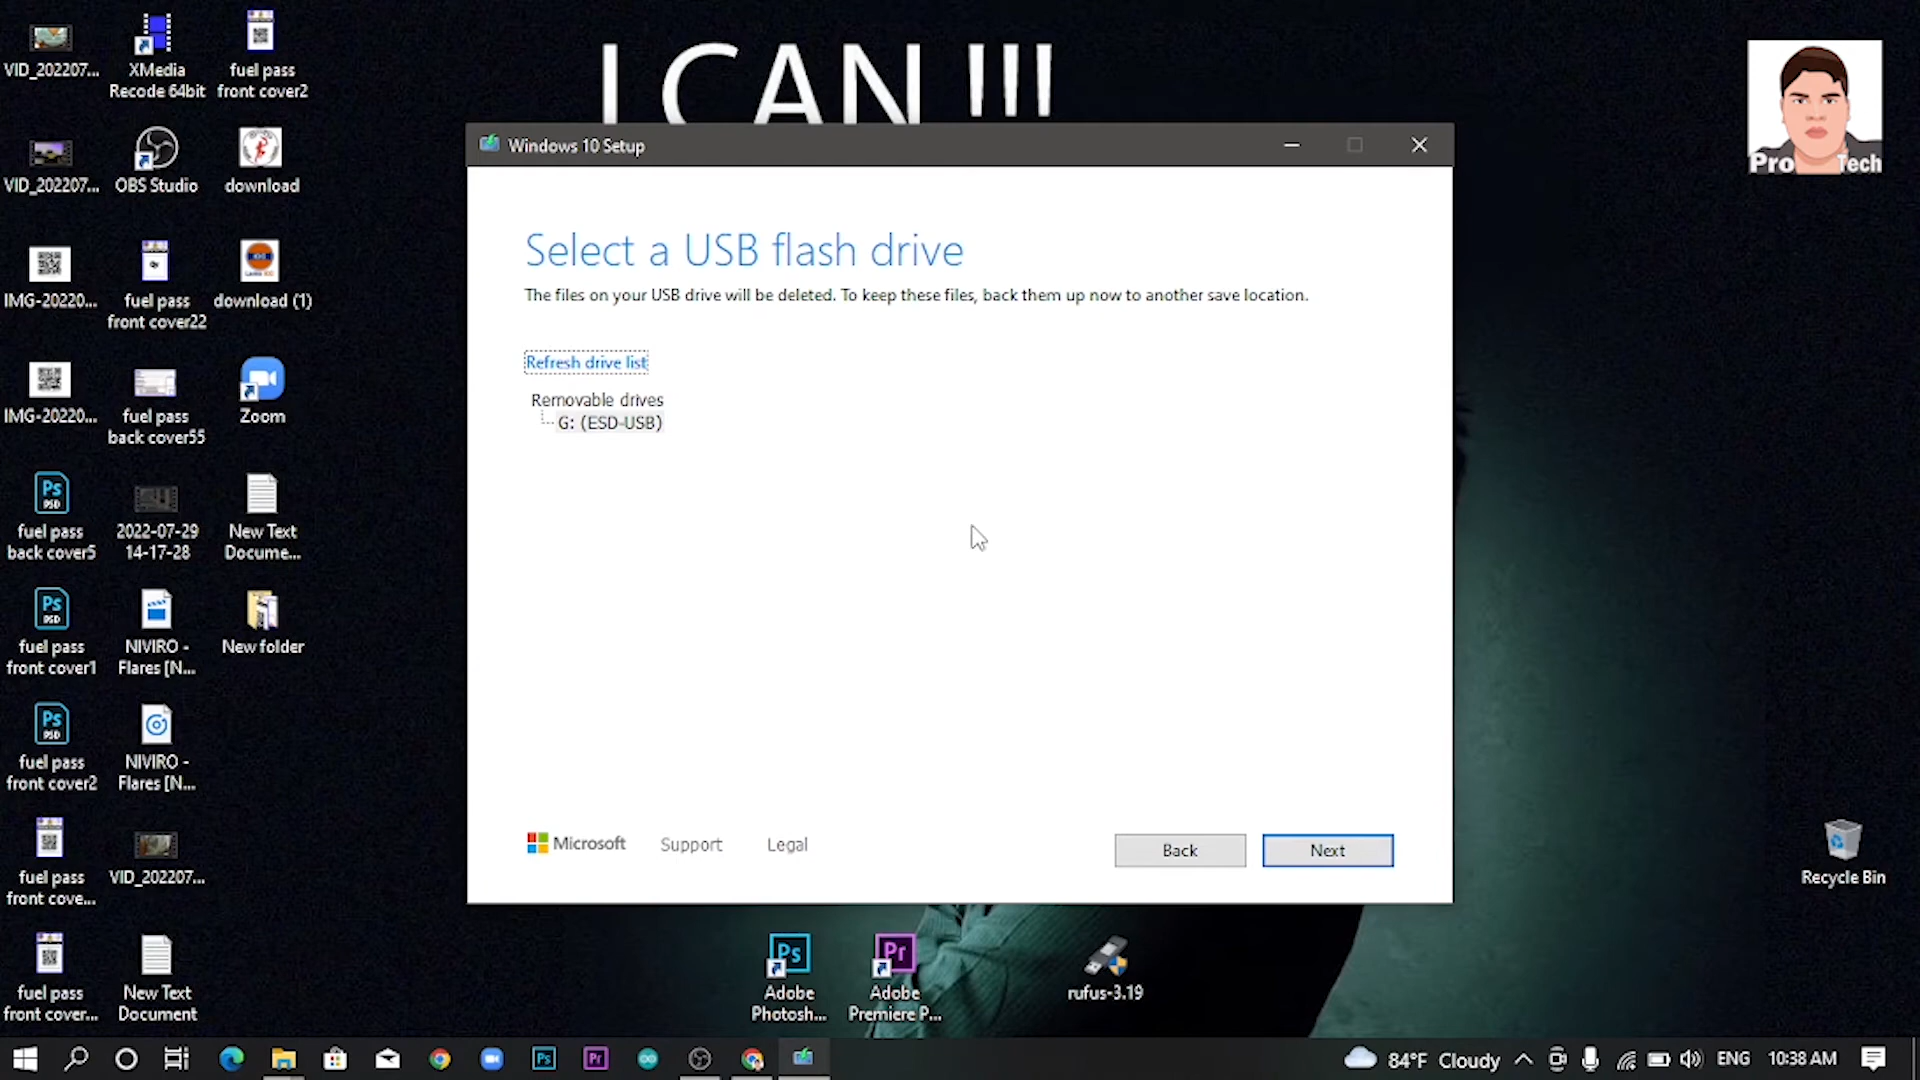 I CAN !!!
Pro Tech
VID_202207...
XMedia
Recode 64bit
fuel pass
front cover2
VID_202207...
OBS Studio
download
IMG-20220...
fuel pass
front cover22
download (1)
IMG-20220...
fuel pass
back cover55
Zoom
fuel pass
back cover5
2022-07-29
14-17-28
New Text
Docume...
fuel pass
front cover1
NIVIRO -
Flares [N...
New folder
fuel pass
front cover2
NIVIRO -
Flares [N...
fuel pass
front cove...
VID_202207...
fuel pass
front cover...
New Text
Document
Windows 10 Setup
Select a USB flash drive
The files on your USB drive will be deleted. To keep these files, back them up now to another save location.
Refresh drive list
Removable drives
G: (ESD-USB)
Microsoft
Support
Legal
Back
Next
Recycle Bin
Adobe
Photosh...
Adobe
Premiere P...
rufus-3.19
84°F Cloudy
ENG
10:38 AM